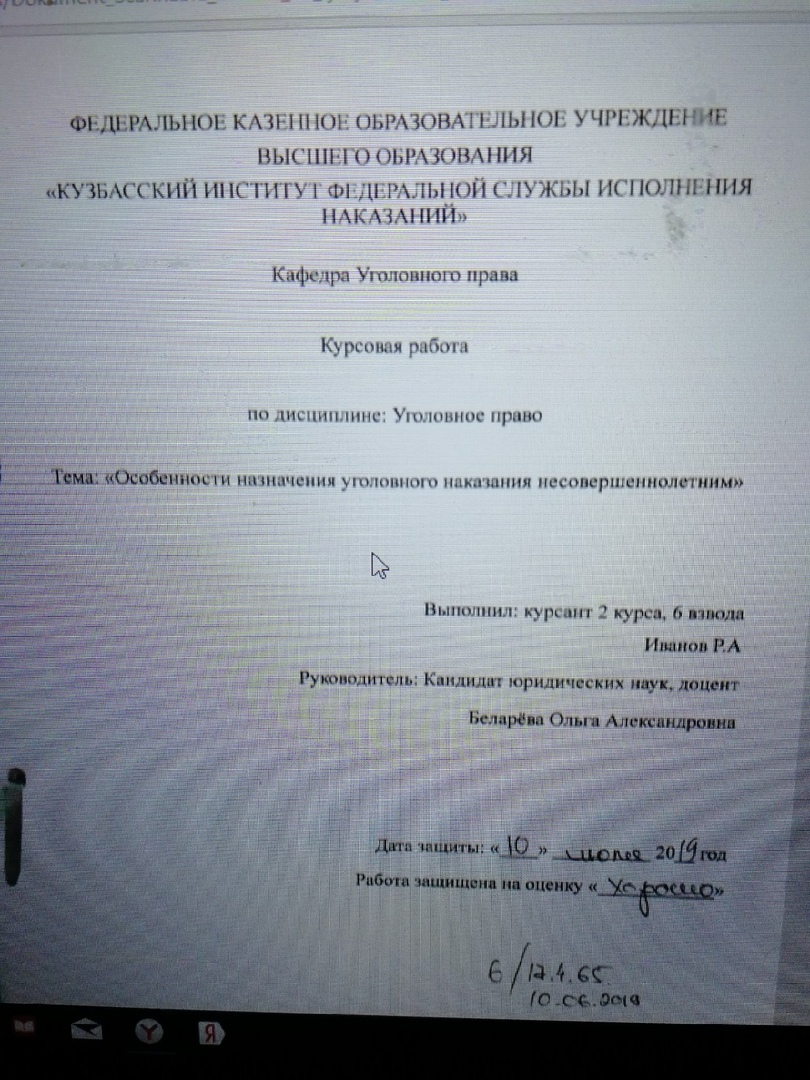 ФЕДЕРАЛЬНОЕ КАЗЕННОЕ ОБРАЗОВАТЕЛЬНОЕ УЧРЕЖДЕНИЕ
ВЫСШЕГО ОБРАЗОВАНИЯ
«КУЗБАССКИЙ ИНСТИТУТ ФЕДЕРАЛЬНОЙ СЛУЖБЫ ИСПОЛНЕНИЯ
НАКАЗАНИЙ»
Кафедра Уголовного права
Курсовая работа
по дисциплине: Уголовное право
Тема: «Особенности назначения уголовного наказания несовершеннолетним»
Выполнил: курсант 2 курса, 6 взвода
Иванов Р.А
Руководитель: Кандидат юридических наук, доцент
Беларёва Ольга Александровна
Дата защиты: «10» 2019 год
Работа защищена на оценку «Хорошо»
6/17.4.65
10.06.2019
Я